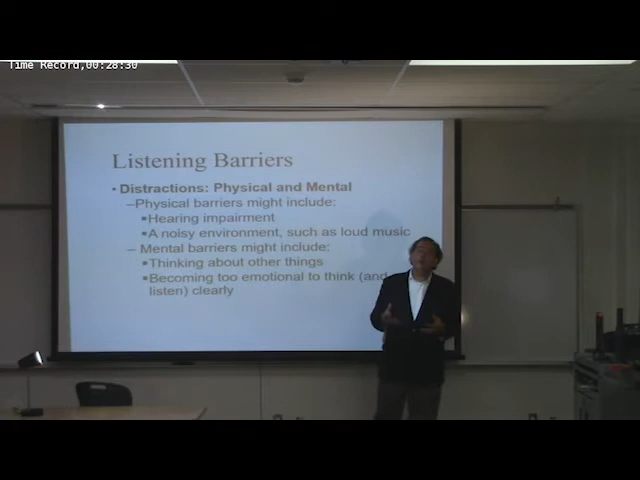 Time Record,00:28:30
Listening Barriers
• Distractions: Physical and Mental
–Physical barriers might include:
▪Hearing impairment
▪A noisy environment, such as loud music
– Mental barriers might include:
▪Thinking about other things
▪Becoming too emotional to think (and
listen) clearly